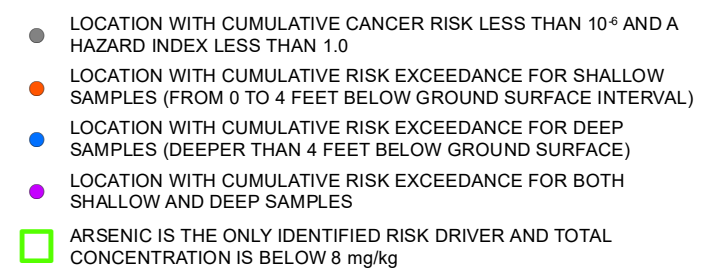 LOCATION WITH CUMULATIVE CANCER RISK LESS THAN 10⁻⁶ AND A
HAZARD INDEX LESS THAN 1.0
LOCATION WITH CUMULATIVE RISK EXCEEDANCE FOR SHALLOW
SAMPLES (FROM 0 TO 4 FEET BELOW GROUND SURFACE INTERVAL)
LOCATION WITH CUMULATIVE RISK EXCEEDANCE FOR DEEP
SAMPLES (DEEPER THAN 4 FEET BELOW GROUND SURFACE)
LOCATION WITH CUMULATIVE RISK EXCEEDANCE FOR BOTH
SHALLOW AND DEEP SAMPLES
ARSENIC IS THE ONLY IDENTIFIED RISK DRIVER AND TOTAL
CONCENTRATION IS BELOW 8 mg/kg